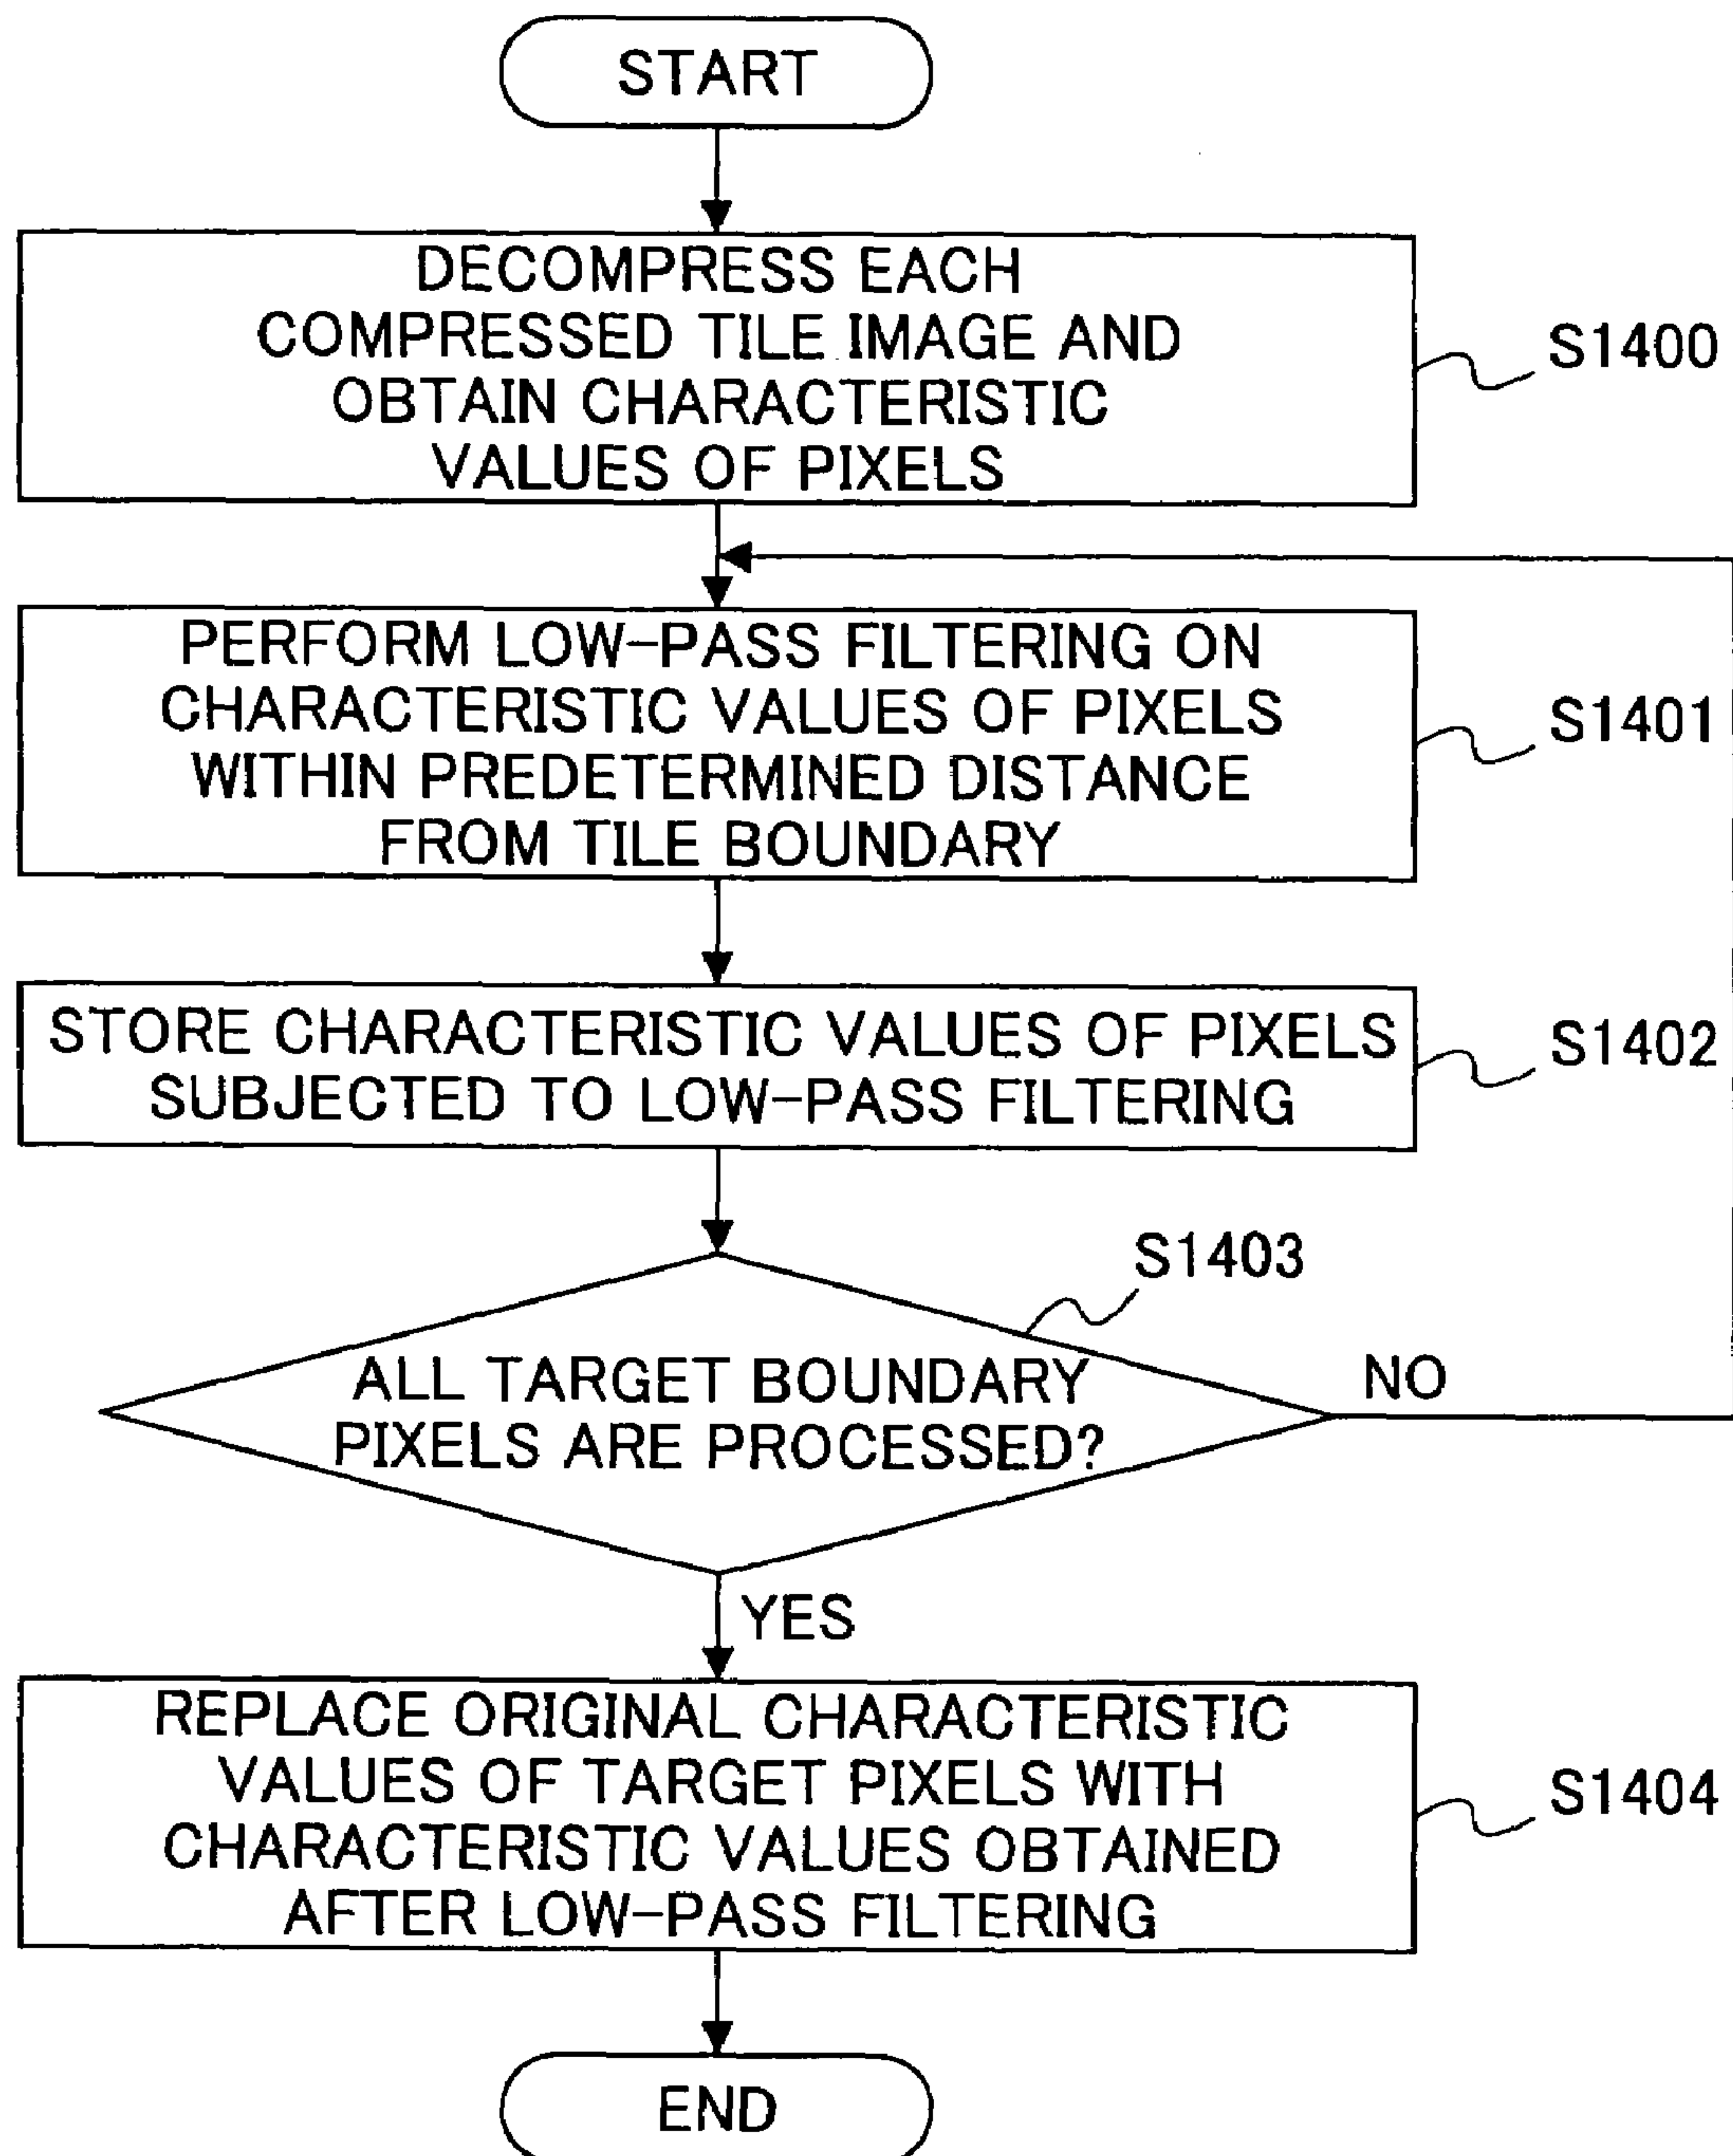 START
DECOMPRESS EACH
COMPRESSED TILE IMAGE AND
OBTAIN CHARACTERISTIC
VALUES OF PIXELS
S1400
PERFORM LOW-PASS FILTERING ON
CHARACTERISTIC VALUES OF PIXELS
WITHIN PREDETERMINED DISTANCE
FROM TILE BOUNDARY
S1401
STORE CHARACTERISTIC VALUES OF PIXELS
SUBJECTED TO LOW-PASS FILTERING
S1402
S1403
ALL TARGET BOUNDARY
PIXELS ARE PROCESSED?
NO
YES
REPLACE ORIGINAL CHARACTERISTIC
VALUES OF TARGET PIXELS WITH
CHARACTERISTIC VALUES OBTAINED
AFTER LOW-PASS FILTERING
S1404
END